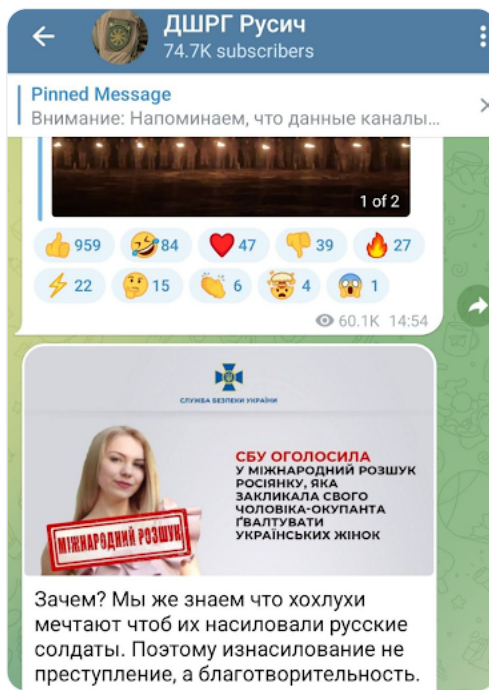 ДШРГ Русич
74.7K subscribers
Pinned Message
Внимание: Напоминаем, что данные каналы...
1 of 2
959 84 47 39 27
22 15 6 4 1
60.1K 14:54
СЛУЖБА БЕЗПЕКИ УКРАЇНИ
СБУ ОГОЛОСИЛА
У МІЖНАРОДНИЙ РОЗШУК
РОСІЯНКУ, ЯКА
ЗАКЛИКАЛА СВОГО
ЧОЛОВІКА-ОКУПАНТА
ҐВАЛТУВАТИ
УКРАЇНСЬКИХ ЖІНОК
МІЖНАРОДНИЙ РОЗШУК
Зачем? Мы же знаем что хохлухи
мечтают чтоб их насиловали русские
солдаты. Поэтому изнасилование не
преступление, а благотворительность.